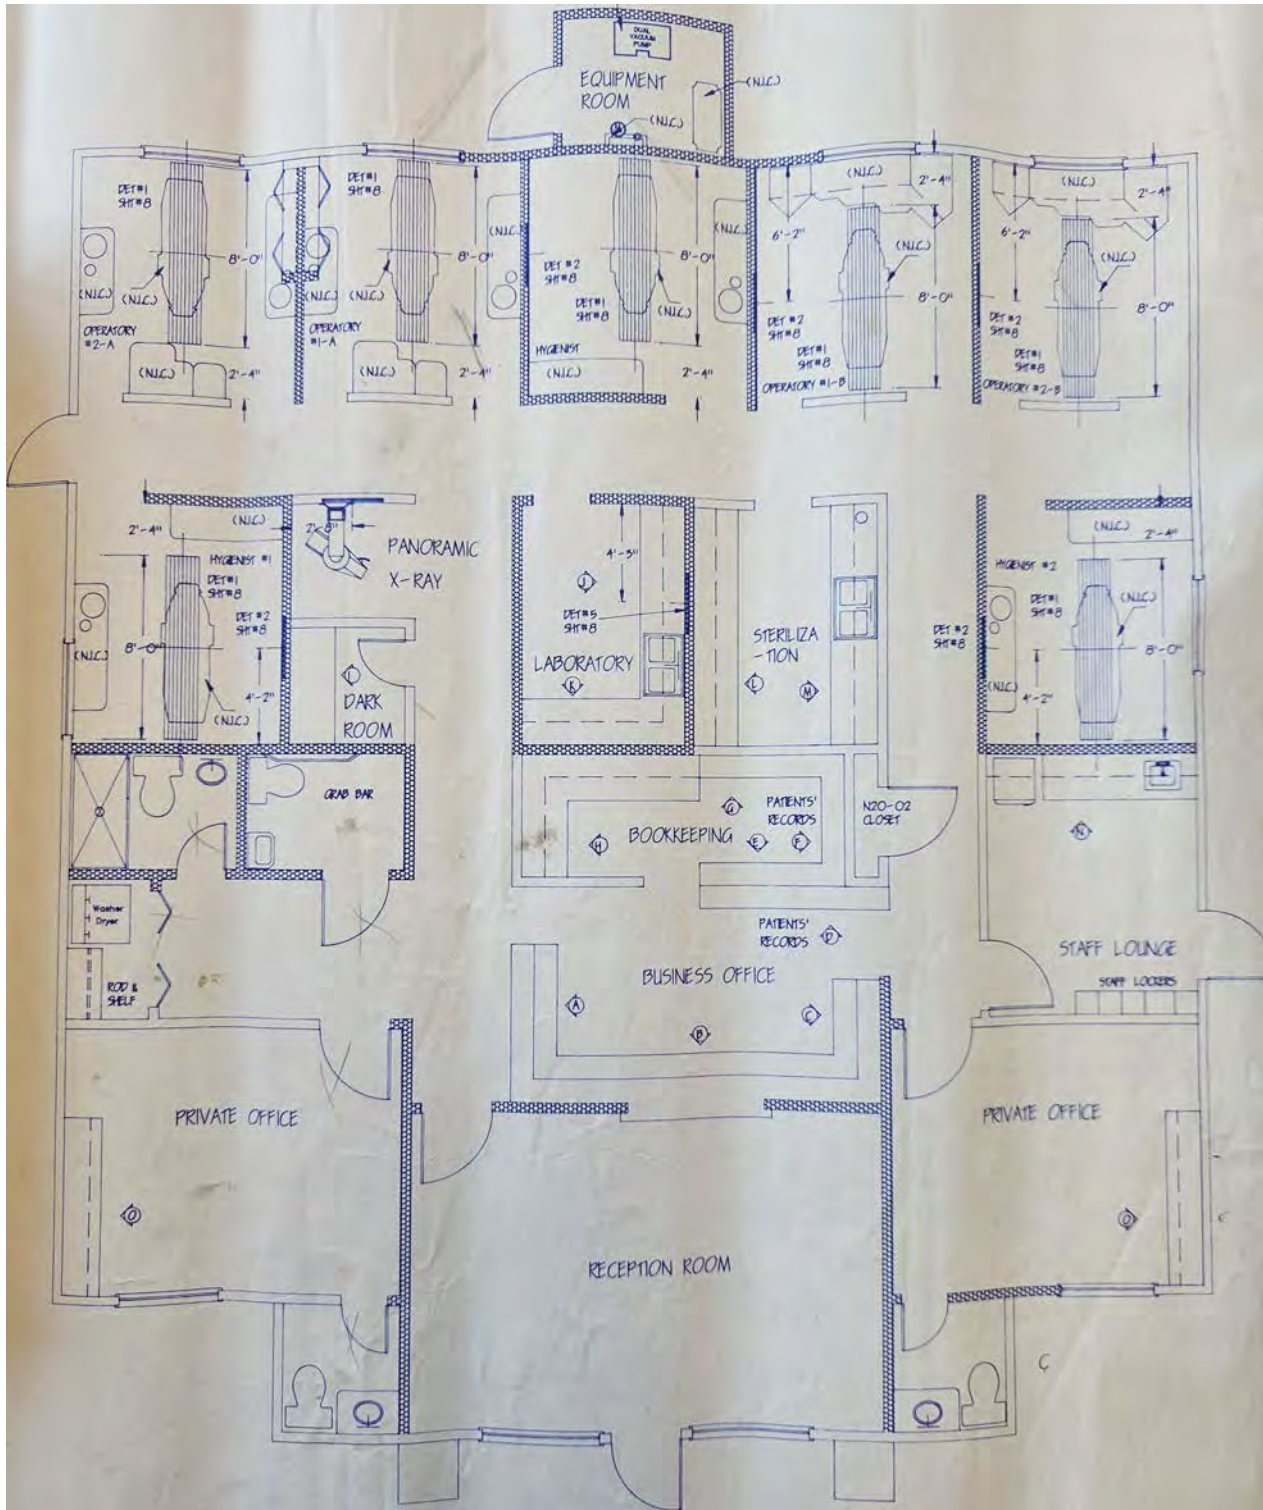 DUAL
VACUUM
PUMP
EQUIPMENT
ROOM
(N.I.C.)
(N.I.C.)
DET#1
SHT#8
8'-0"
(N.I.C.)
(N.I.C.)
OPERATORY
#2-A
(N.I.C.)
2'-4"
DET#1
SHT#8
8'-0"
(N.I.C.)
(N.I.C.)
OPERATORY
#1-A
(N.I.C.)
2'-4"
(N.I.C.)
DET #2
SHT#8
DET#1
SHT#8
8'-0"
(N.I.C.)
(N.I.C.)
HYGIENIST
(N.I.C.)
2'-4"
(N.I.C.)
2'-4"
6'-2"
(N.I.C.)
8'-0"
DET #2
SHT#8
DET#1
SHT#8
OPERATORY #1-B
(N.I.C.)
2'-4"
6'-2"
(N.I.C.)
8'-0"
DET #2
SHT#8
DET#1
SHT#8
OPERATORY #2-B
2'-4"
(N.I.C.)
HYGIENIST #1
DET#1
SHT#8
DET #2
SHT#8
(N.I.C.)
8'-0"
4'-2"
(N.I.C.)
2'-8"
PANORAMIC
X-RAY
I
DARK
ROOM
4'-3"
J
DET#5
SHT#8
LABORATORY
K
STERILIZA
-TION
L
M
(N.I.C.)
2'-4"
HYGIENIST #2
DET#1
SHT#8
(N.I.C.)
DET #2
SHT#8
8'-0"
(N.I.C.)
4'-2"
GRAB BAR
G
PATIENTS'
RECORDS
BOOKKEEPING
H
E
F
N2O-O2
CLOSET
N
Washer
Dryer
ROD &
SHELF
PATIENTS'
RECORDS
D
BUSINESS OFFICE
A
B
C
STAFF LOUNGE
STAFF LOCKERS
PRIVATE OFFICE
O
PRIVATE OFFICE
O
RECEPTION ROOM